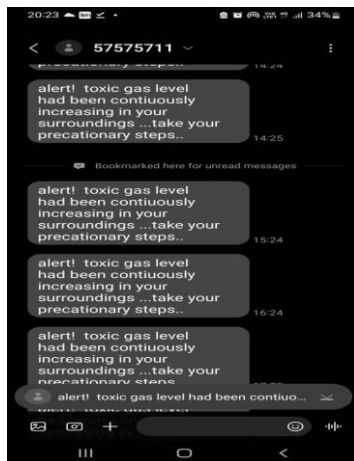 20:23
34%
57575711
precautionary steps..
14:24
alert! toxic gas level
had been contiuously
increasing in your
surroundings ...take your
precationary steps..
14:25
Bookmarked here for unread messages
alert! toxic gas level
had been contiuously
increasing in your
surroundings ...take your
precationary steps..
15:24
alert! toxic gas level
had been contiuously
increasing in your
surroundings ...take your
precationary steps..
16:24
alert! toxic gas level
had been contiuously
increasing in your
surroundings ...take your
precationary steps
alert! toxic gas level had been contiuo...